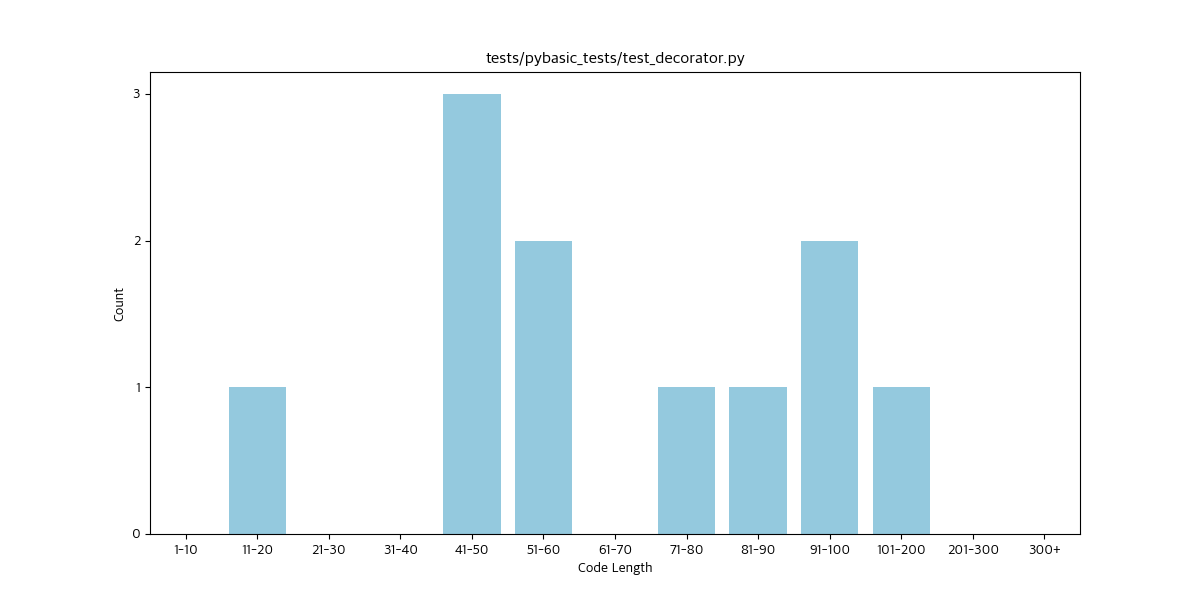 tests/pybasic_tests/test_decorator.py
3
2
1
0
Count
1-10 11-20 21-30 31-40 41-50 51-60 61-70 71-80 81-90 91-100 101-200 201-300 300+
Code Length